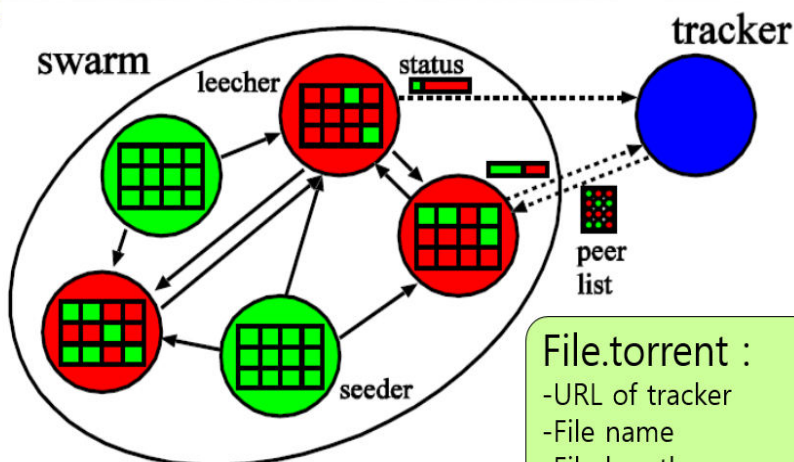 tracker
swarm
leecher
status
peer
list
seeder
File.torrent :
-URL of tracker
-File name